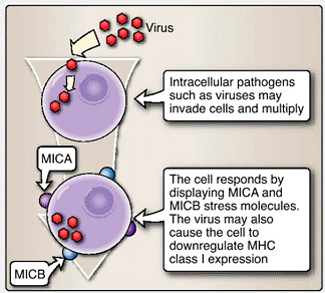 Virus
Intracellular pathogens
such as viruses may
invade cells and multiply
MICA
The cell responds by
displaying MICA and
MICB stress molecules.
The virus may also
cause the cell to
downregulate MHC
class I expression
MICB